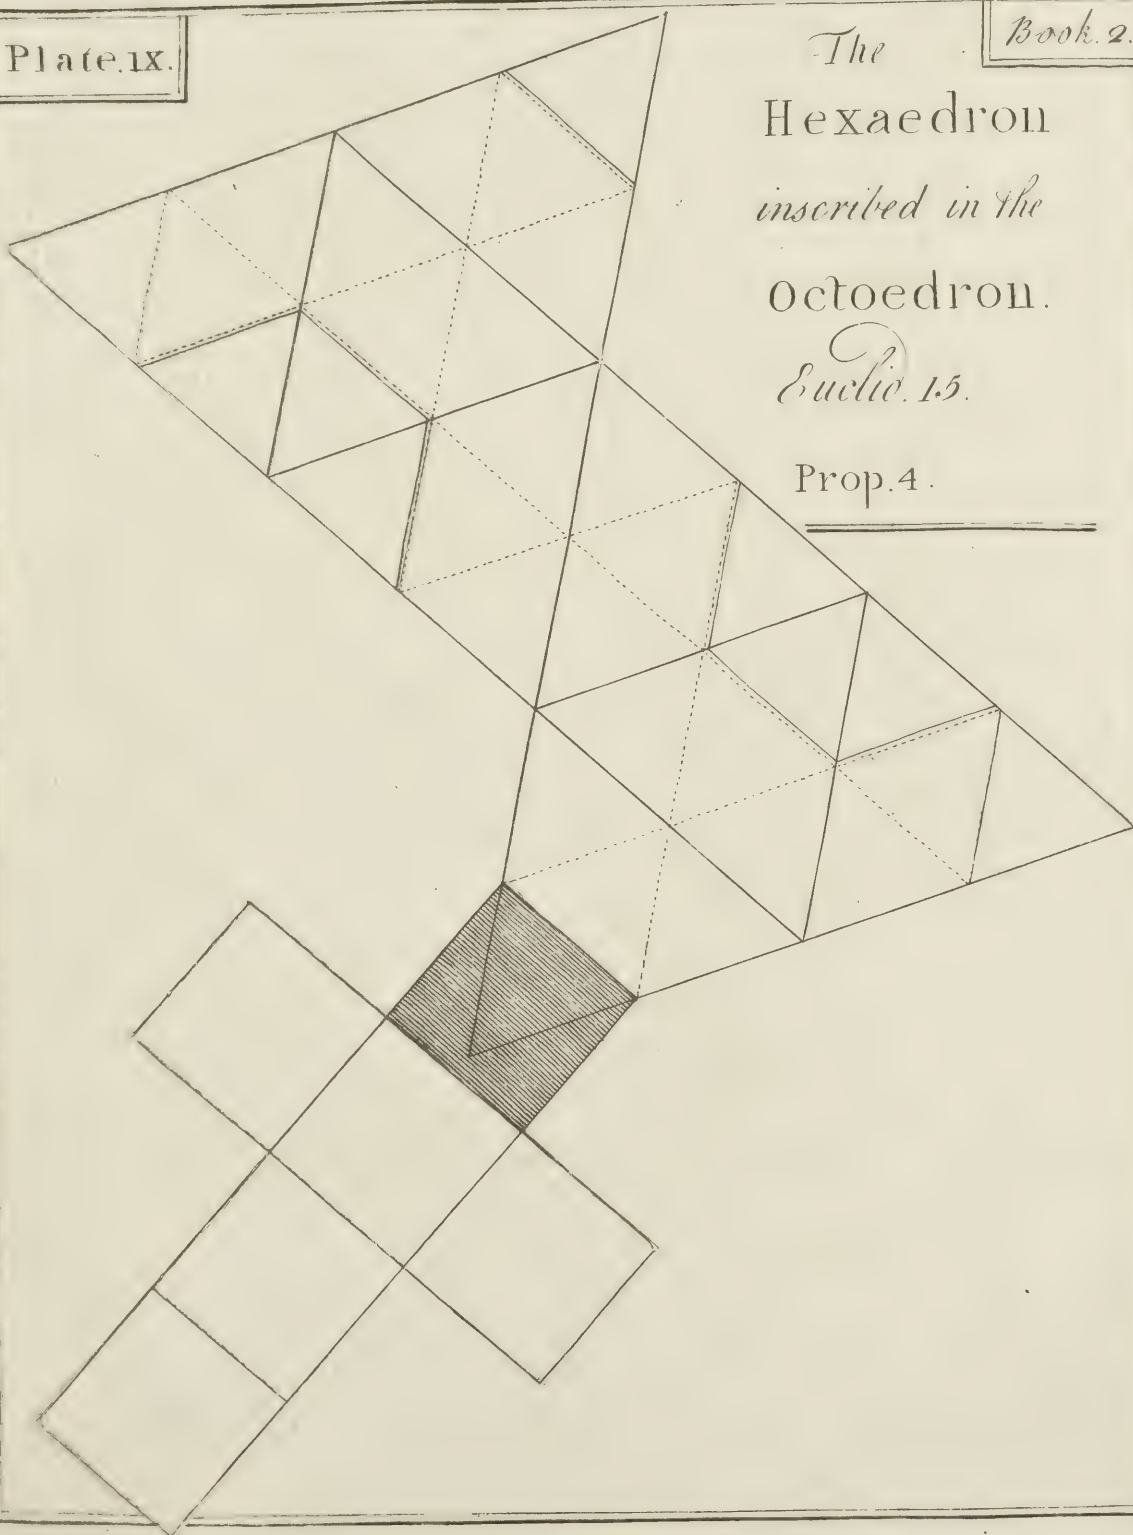 Plate.IX.
Book.2.
The
Hexaedron
inscribed in the
Octoedron.
Euclid.15.
Prop.4.